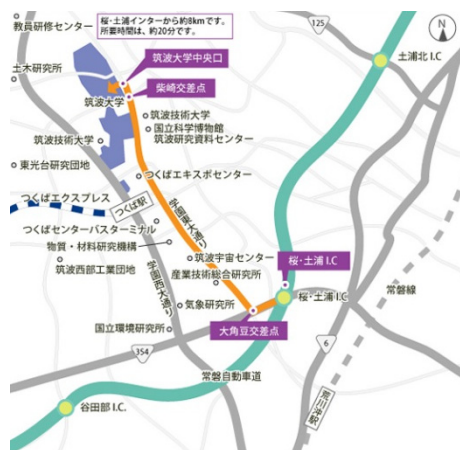 教員研修センター
桜・土浦インターから約8kmです。
所要時間は、約20分です。
125
N
土浦北 I.C
土木研究所
筑波大学中央口
柴崎交差点
筑波大学
筑波技術大学
国立科学博物館
筑波研究資料センター
筑波技術大学
東光台研究団地
つくばエキスポセンター
つくばエクスプレス
つくば駅
学園東大通り
つくばセンターバスターミナル
物質・材料研究機構
筑波宇宙センター
筑波西部工業団地
学園西大通り
産業技術総合研究所
桜・土浦 I.C
桜・土浦 I.C
常磐線
気象研究所
国立環境研究所
大角豆交差点
354
6
常磐自動車道
荒川沖駅
谷田部 I.C.